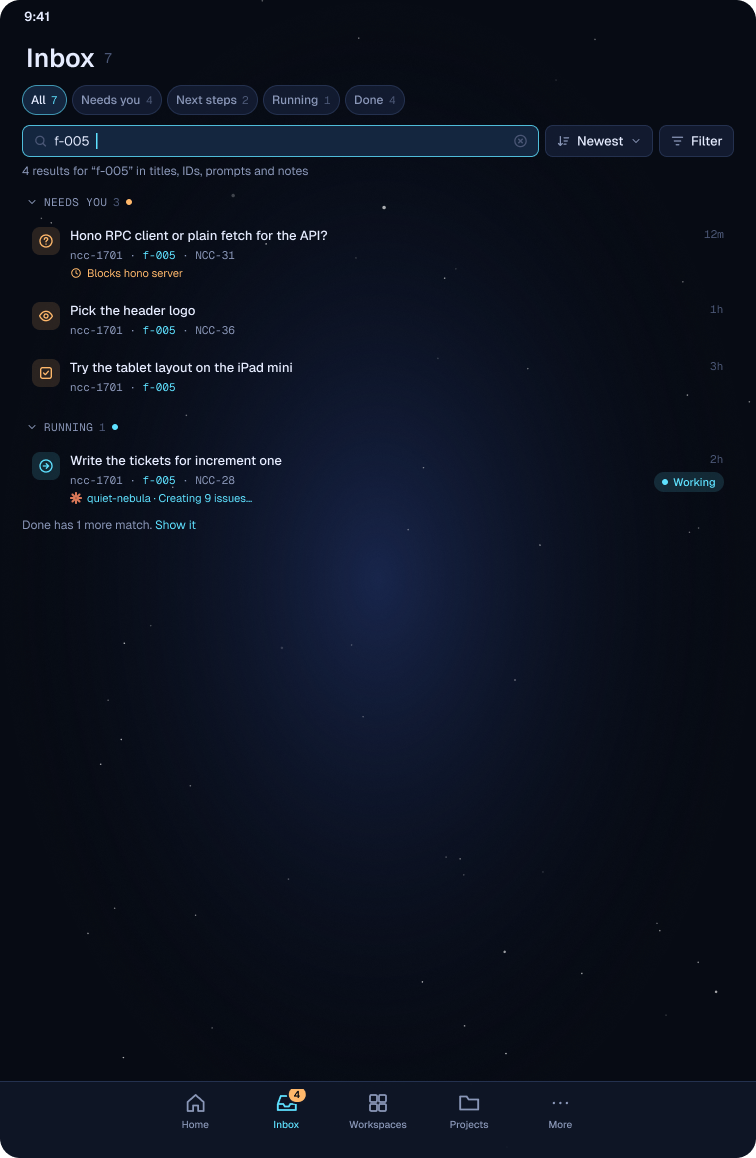 9:41
Inbox 7
All 7 Needs you 4 Next steps 2 Running 1 Done 4
f-005 Newest Filter
4 results for “f-005” in titles, IDs, prompts and notes
NEEDS YOU 3
Hono RPC client or plain fetch for the API? 12m
ncc-1701 · f-005 · NCC-31
Blocks hono server
Pick the header logo 1h
ncc-1701 · f-005 · NCC-36
Try the tablet layout on the iPad mini 3h
ncc-1701 · f-005
RUNNING 1
Write the tickets for increment one 2h
ncc-1701 · f-005 · NCC-28 Working
quiet-nebula · Creating 9 issues…
Done has 1 more match. Show it
4
Home Inbox Workspaces Projects More